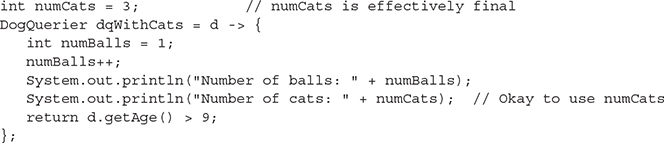 int numCats = 3;           // numCats is effectively final
DogQuerier dqWithCats = d -> {
   int numBalls = 1;
   numBalls++;
   System.out.println("Number of balls: " + numBalls);
   System.out.println("Number of cats: " + numCats);  // Okay to use numCats
   return d.getAge() > 9;
};